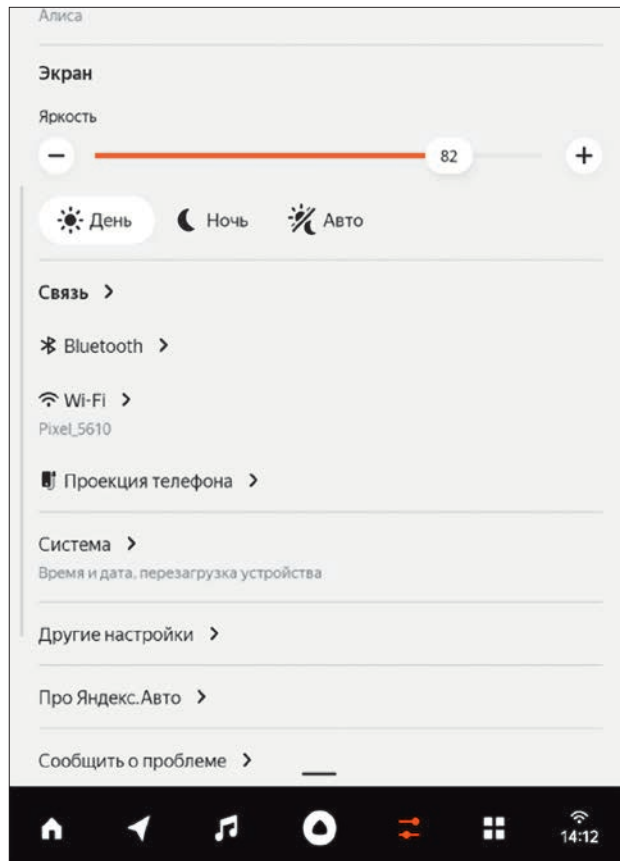 Алиса
Экран
Яркость
82
День
Ночь
Авто
Связь
Bluetooth
Wi-Fi
Pixel_5610
Проекция телефона
Система
Время и дата, перезагрузка устройства
Другие настройки
Про Яндекс.Авто
Сообщить о проблеме
14:12